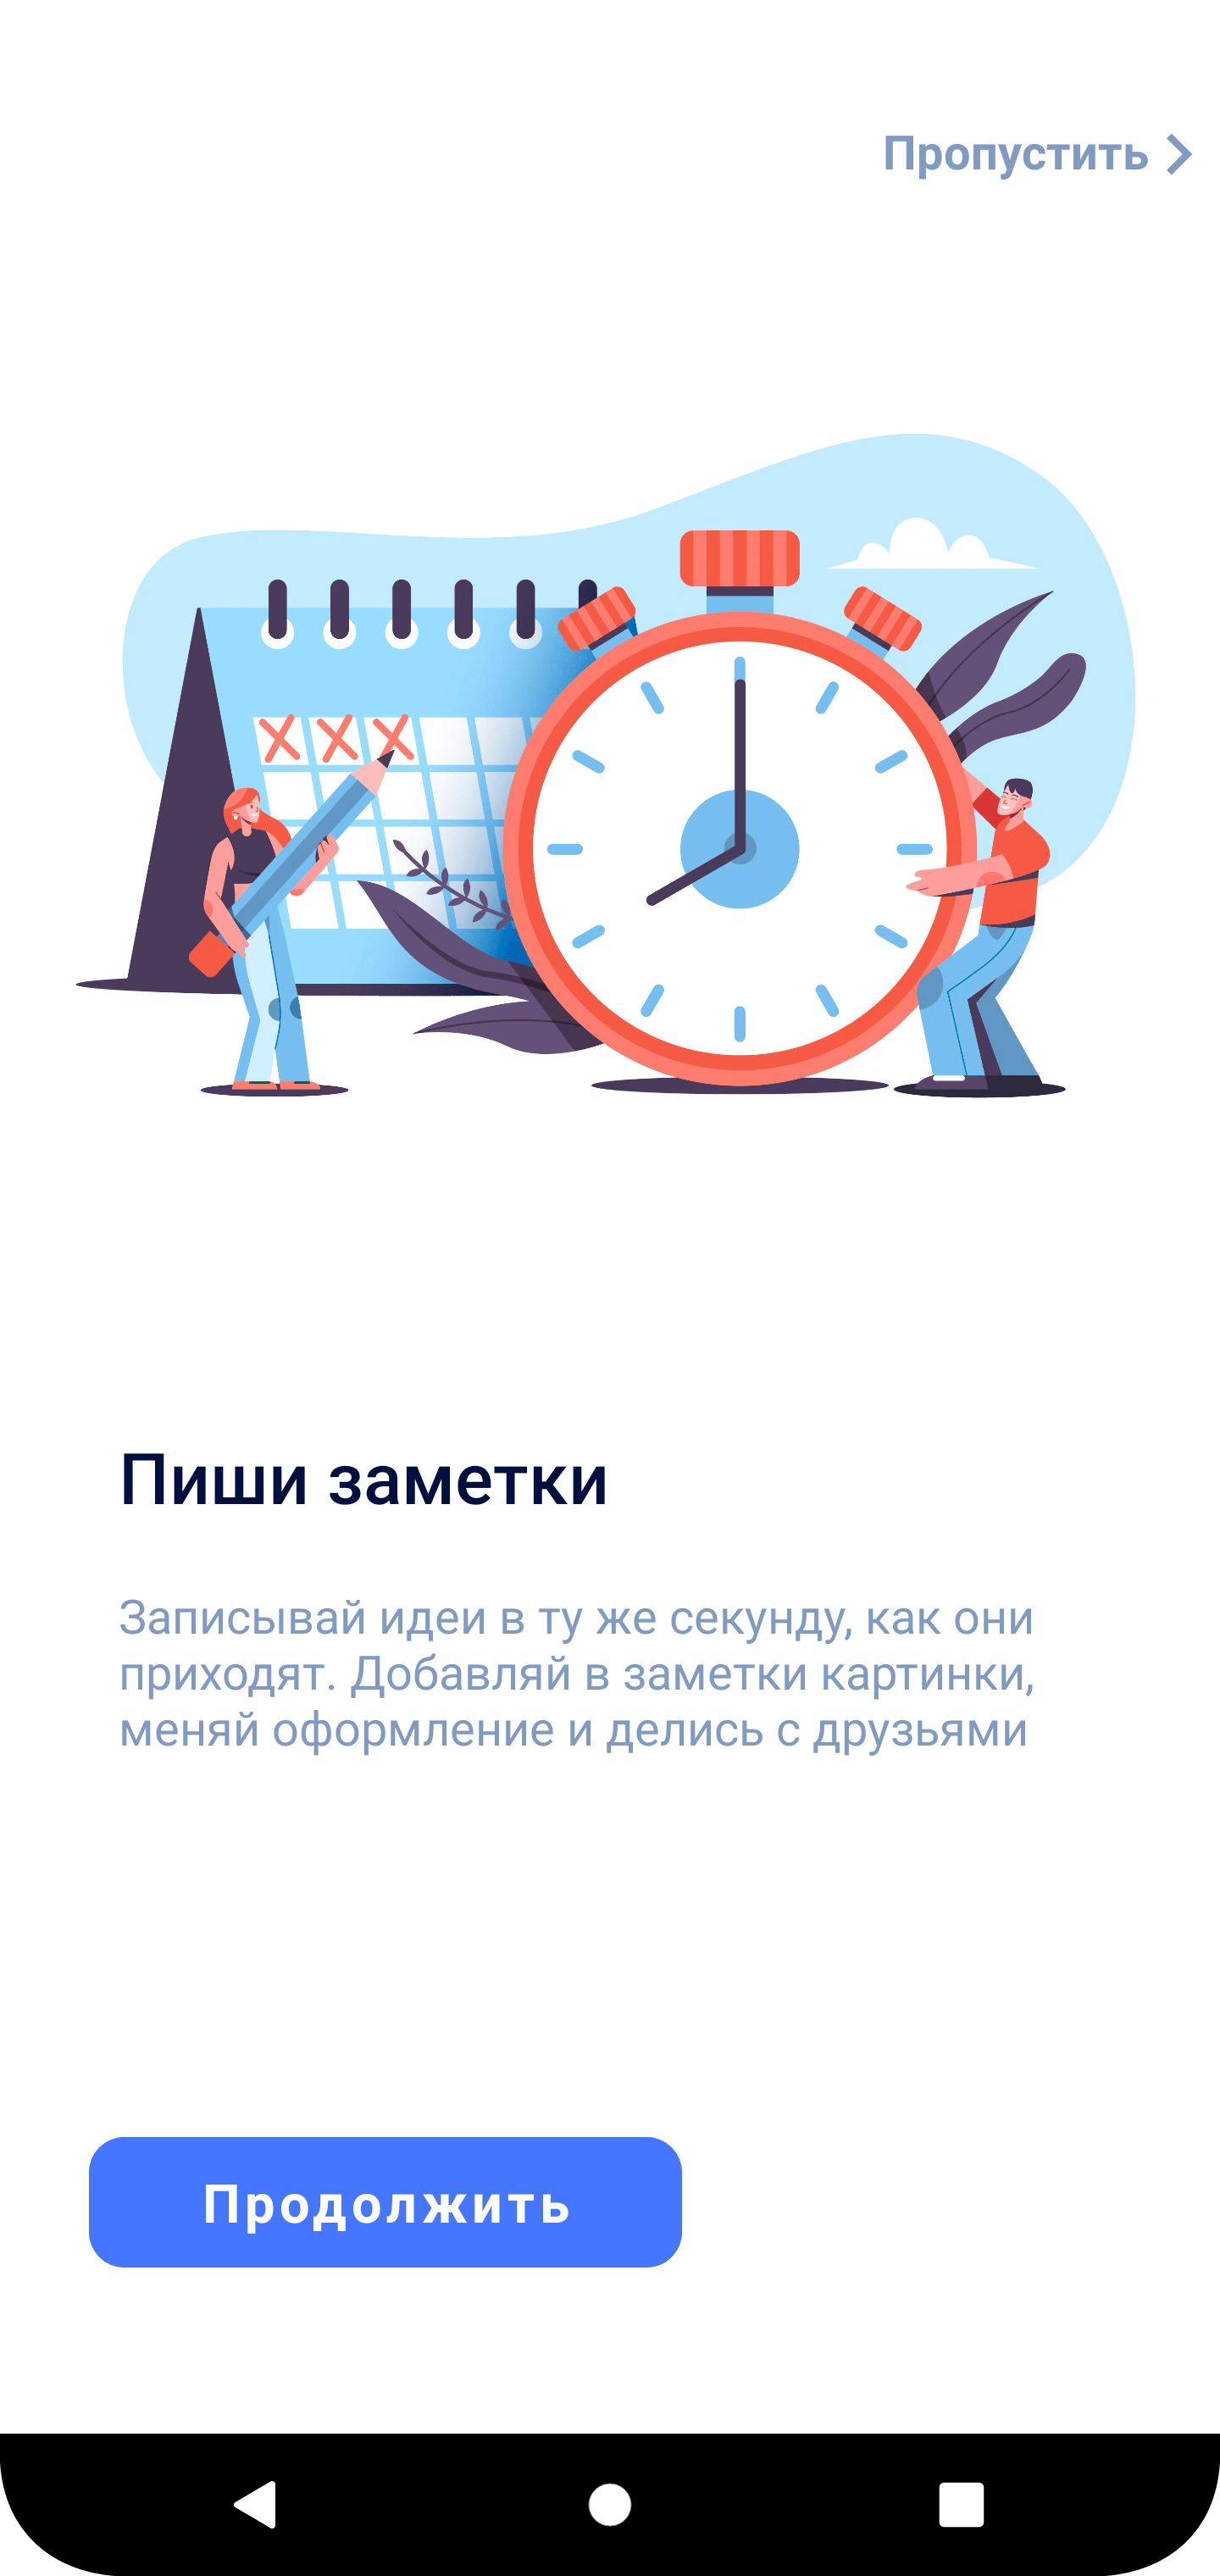 Пропустить
Пиши заметки
Записывай идеи в ту же секунду, как они
приходят. Добавляй в заметки картинки,
меняй оформление и делись с друзьями
Продолжить